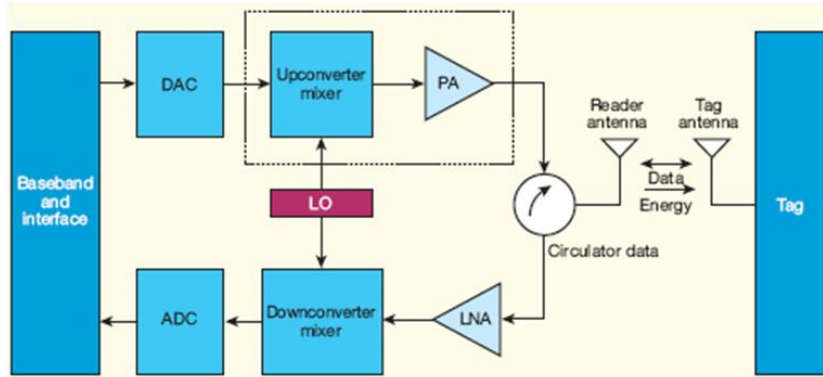 Baseband
and
interface
DAC
Upconverter
mixer
PA
Reader
antenna
Tag
antenna
Data
Energy
Tag
LO
Circulator data
ADC
Downconverter
mixer
LNA